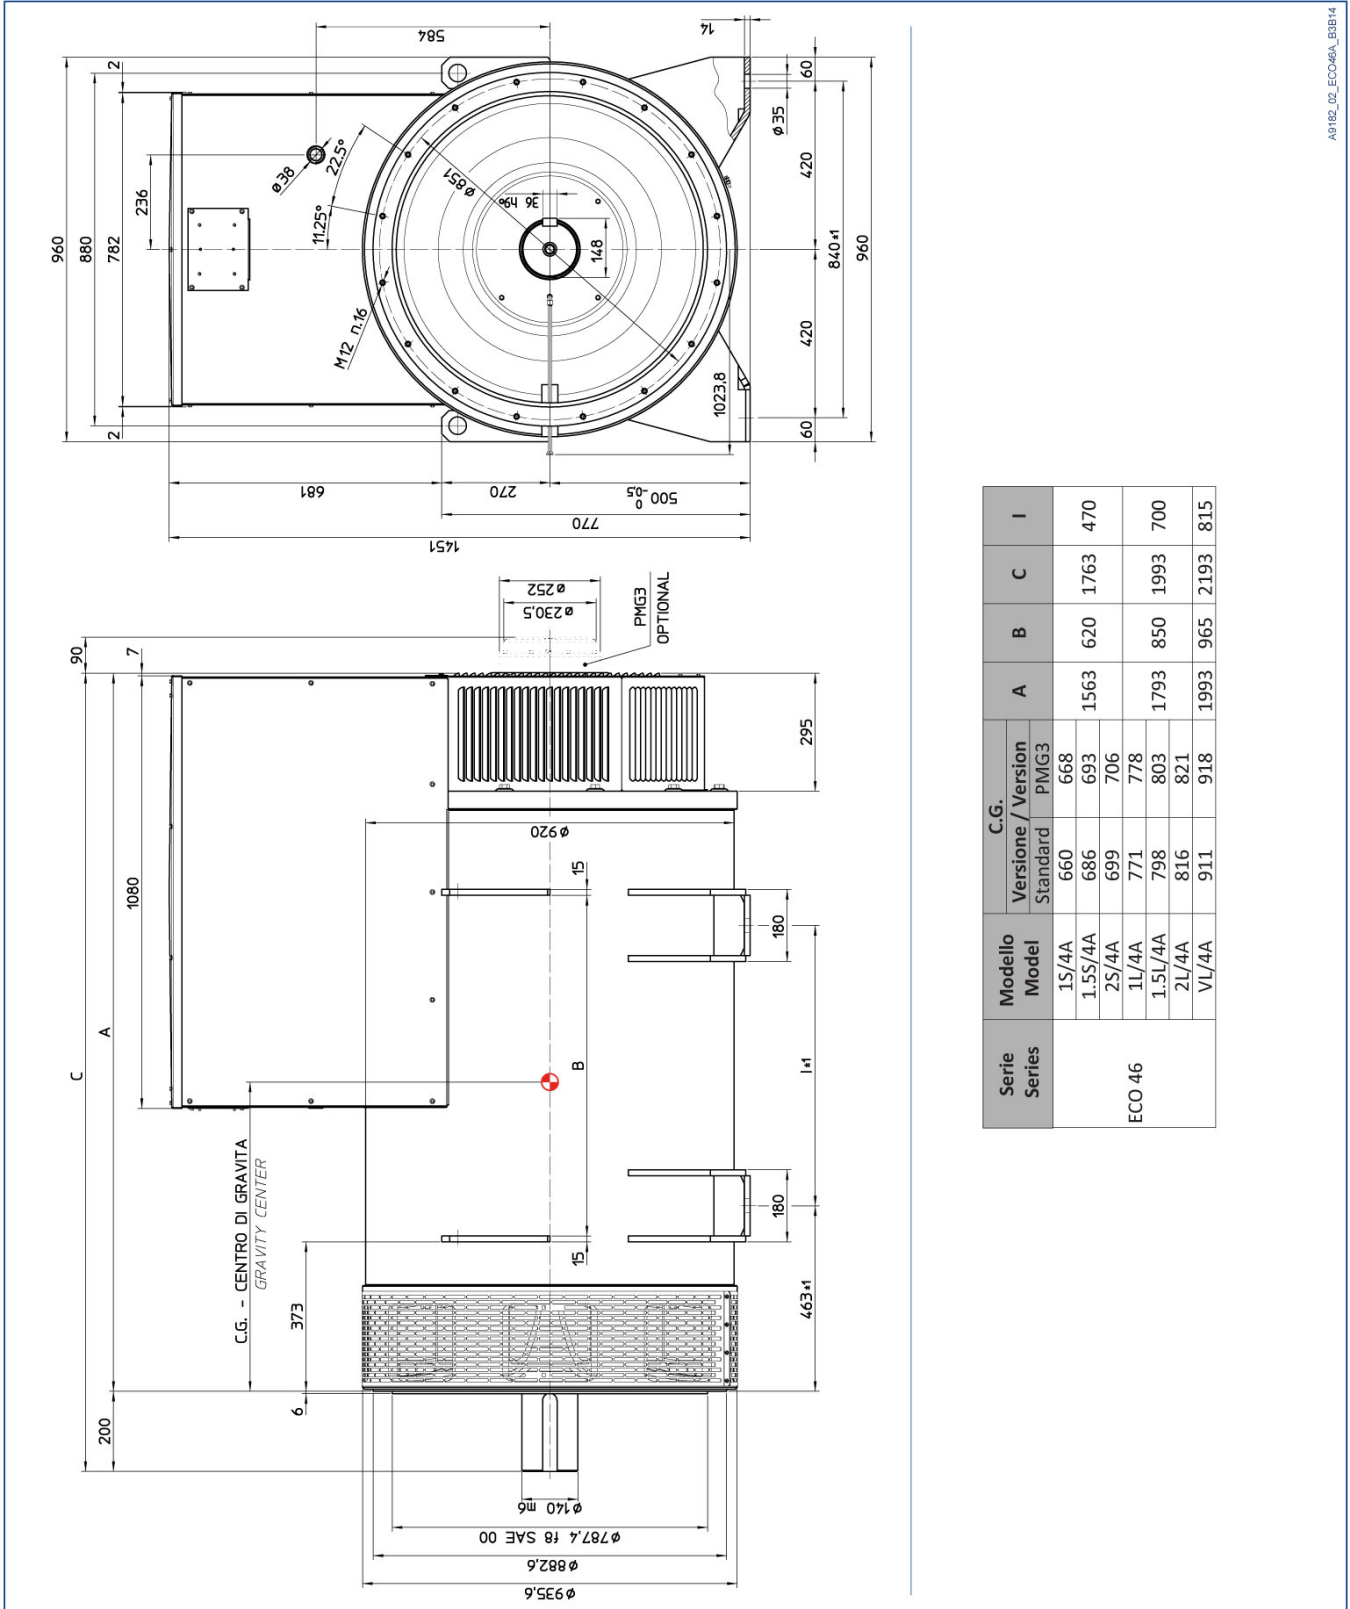 A9182_02_ECO46A_B3B14
584
14
960
2
60
960
880
782
236
ø38
22.5°
11.25°
ø851
36 h9
148
ø35
420
840±1
M12 n.16
1023,8
420
2
60
681
270
500 0 -0,5
770
1451
90
7
ø252
ø230,5
PMG3
OPTIONAL
295
1080
ø920
15
180
C
A
B
I±1
C.G. - CENTRO DI GRAVITA
GRAVITY CENTER
373
15
180
463±1
200
6
ø140 m6
ø787,4 f8 SAE 00
ø882,6
ø935,6
Serie Modello C.G. A B C I
Series Model Versione / Version
Standard PMG3
ECO 46
1S/4A 660 668
1.5S/4A 686 693 1563 620 1763 470
2S/4A 699 706
1L/4A 771 778
1.5L/4A 798 803 1793 850 1993 700
2L/4A 816 821
VL/4A 911 918 1993 965 2193 815